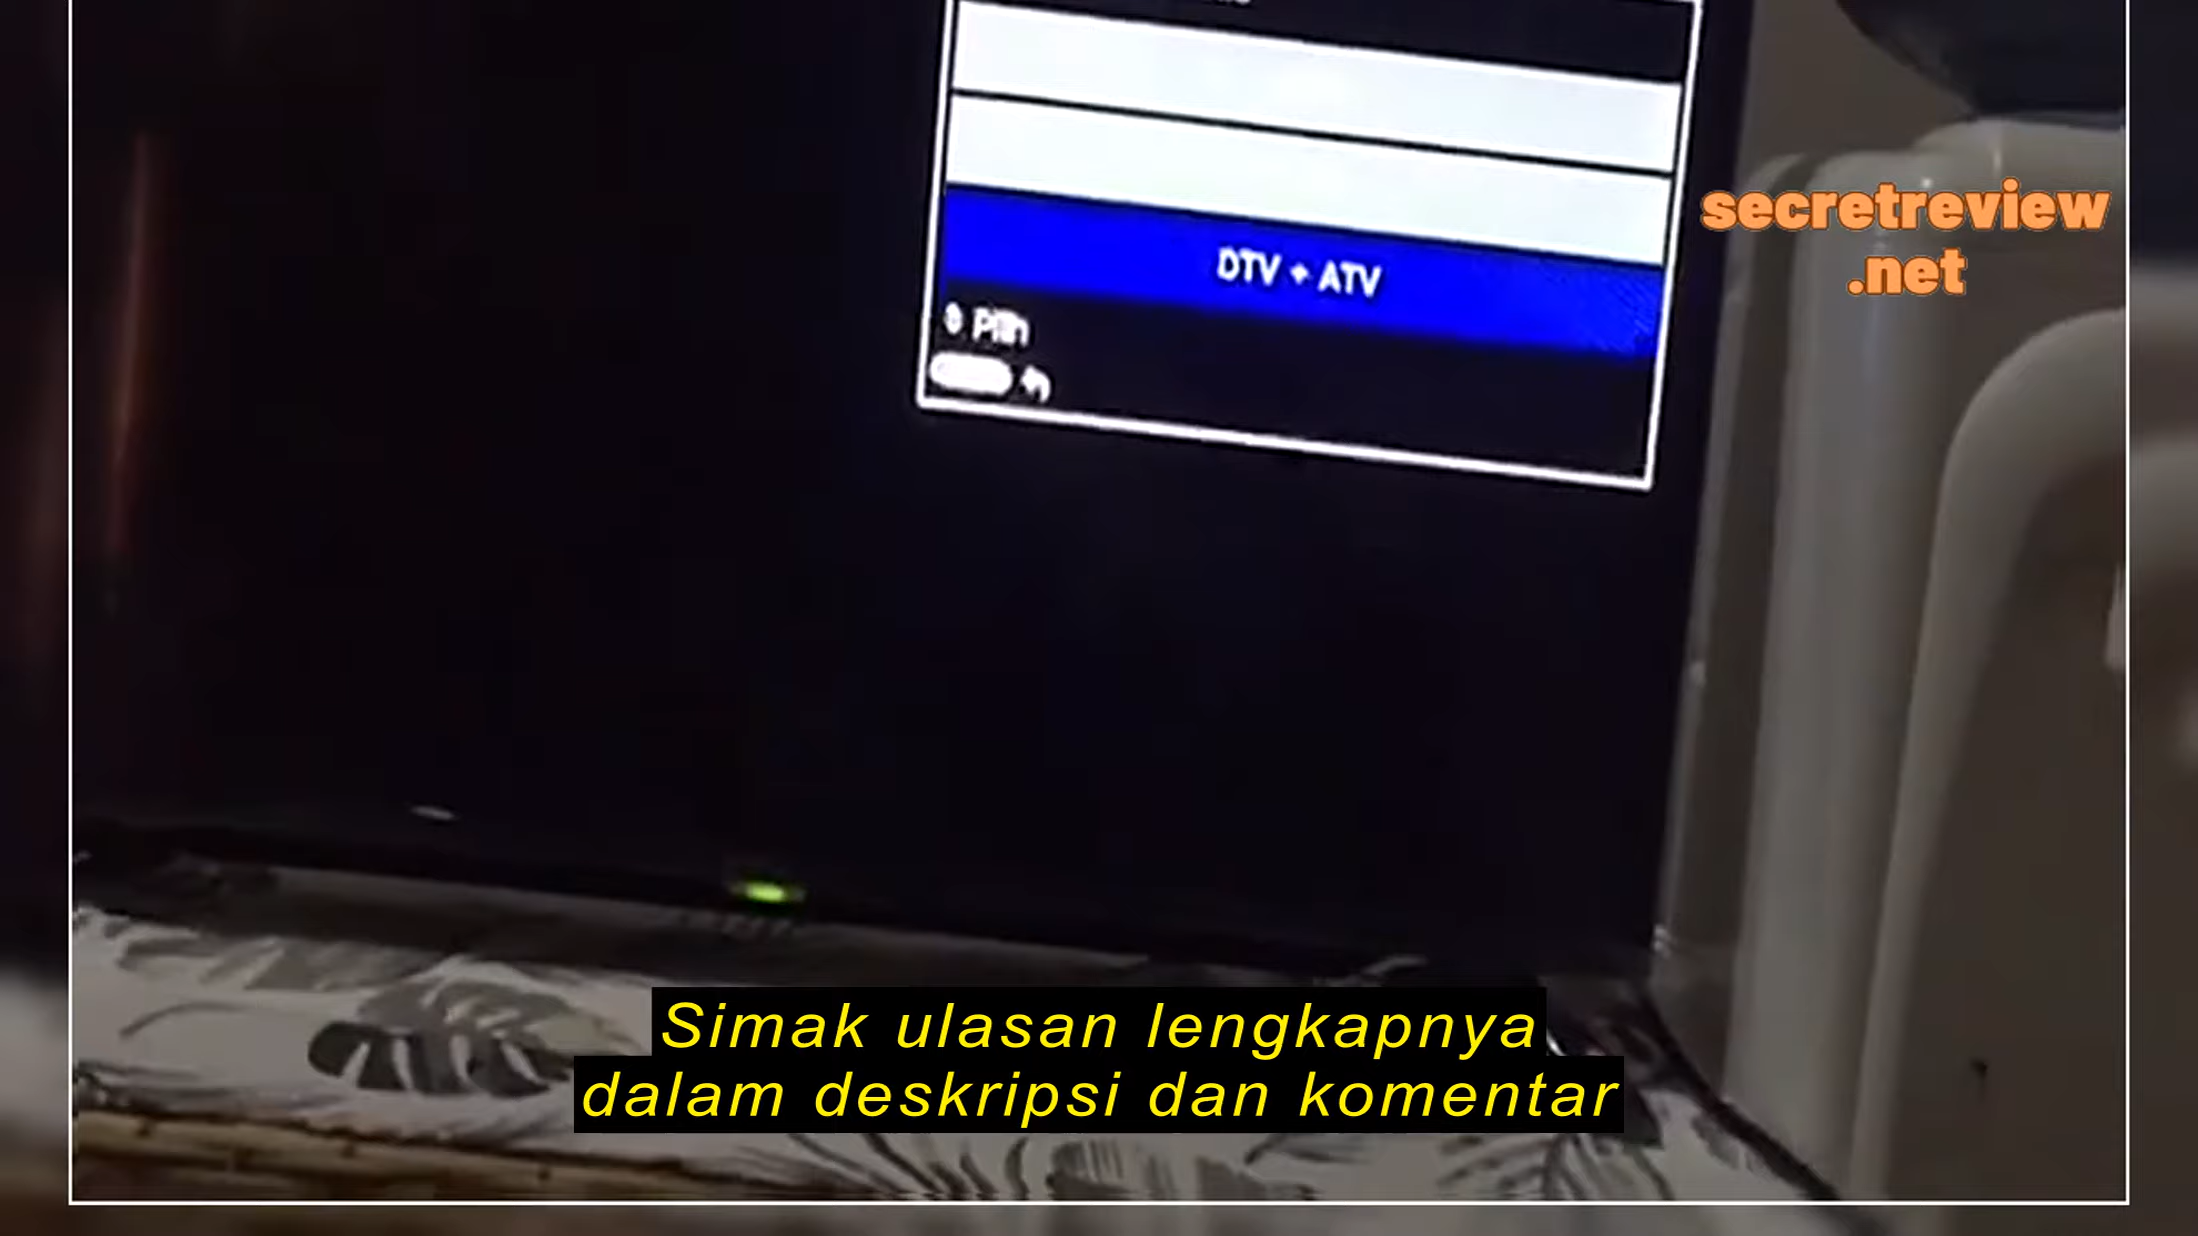 DTV + ATV
Pilih
secretreview
.net
Simak ulasan lengkapnya
dalam deskripsi dan komentar